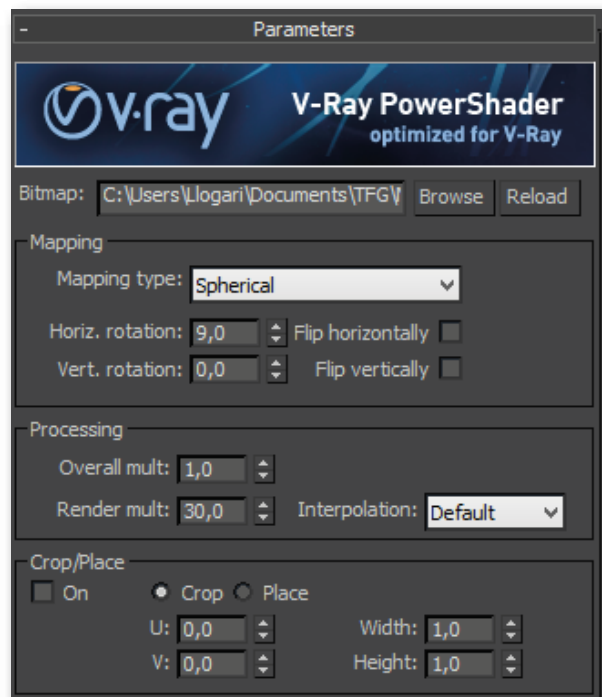 - Parameters
v·ray V-Ray PowerShader
optimized for V-Ray
Bitmap: C:\Users\Llogari\Documents\TFG\ Browse Reload
Mapping
Mapping type: Spherical
Horiz. rotation: 9,0 Flip horizontally
Vert. rotation: 0,0 Flip vertically
Processing
Overall mult: 1,0
Render mult: 30,0 Interpolation: Default
Crop/Place
On Crop Place
U: 0,0 Width: 1,0
V: 0,0 Height: 1,0